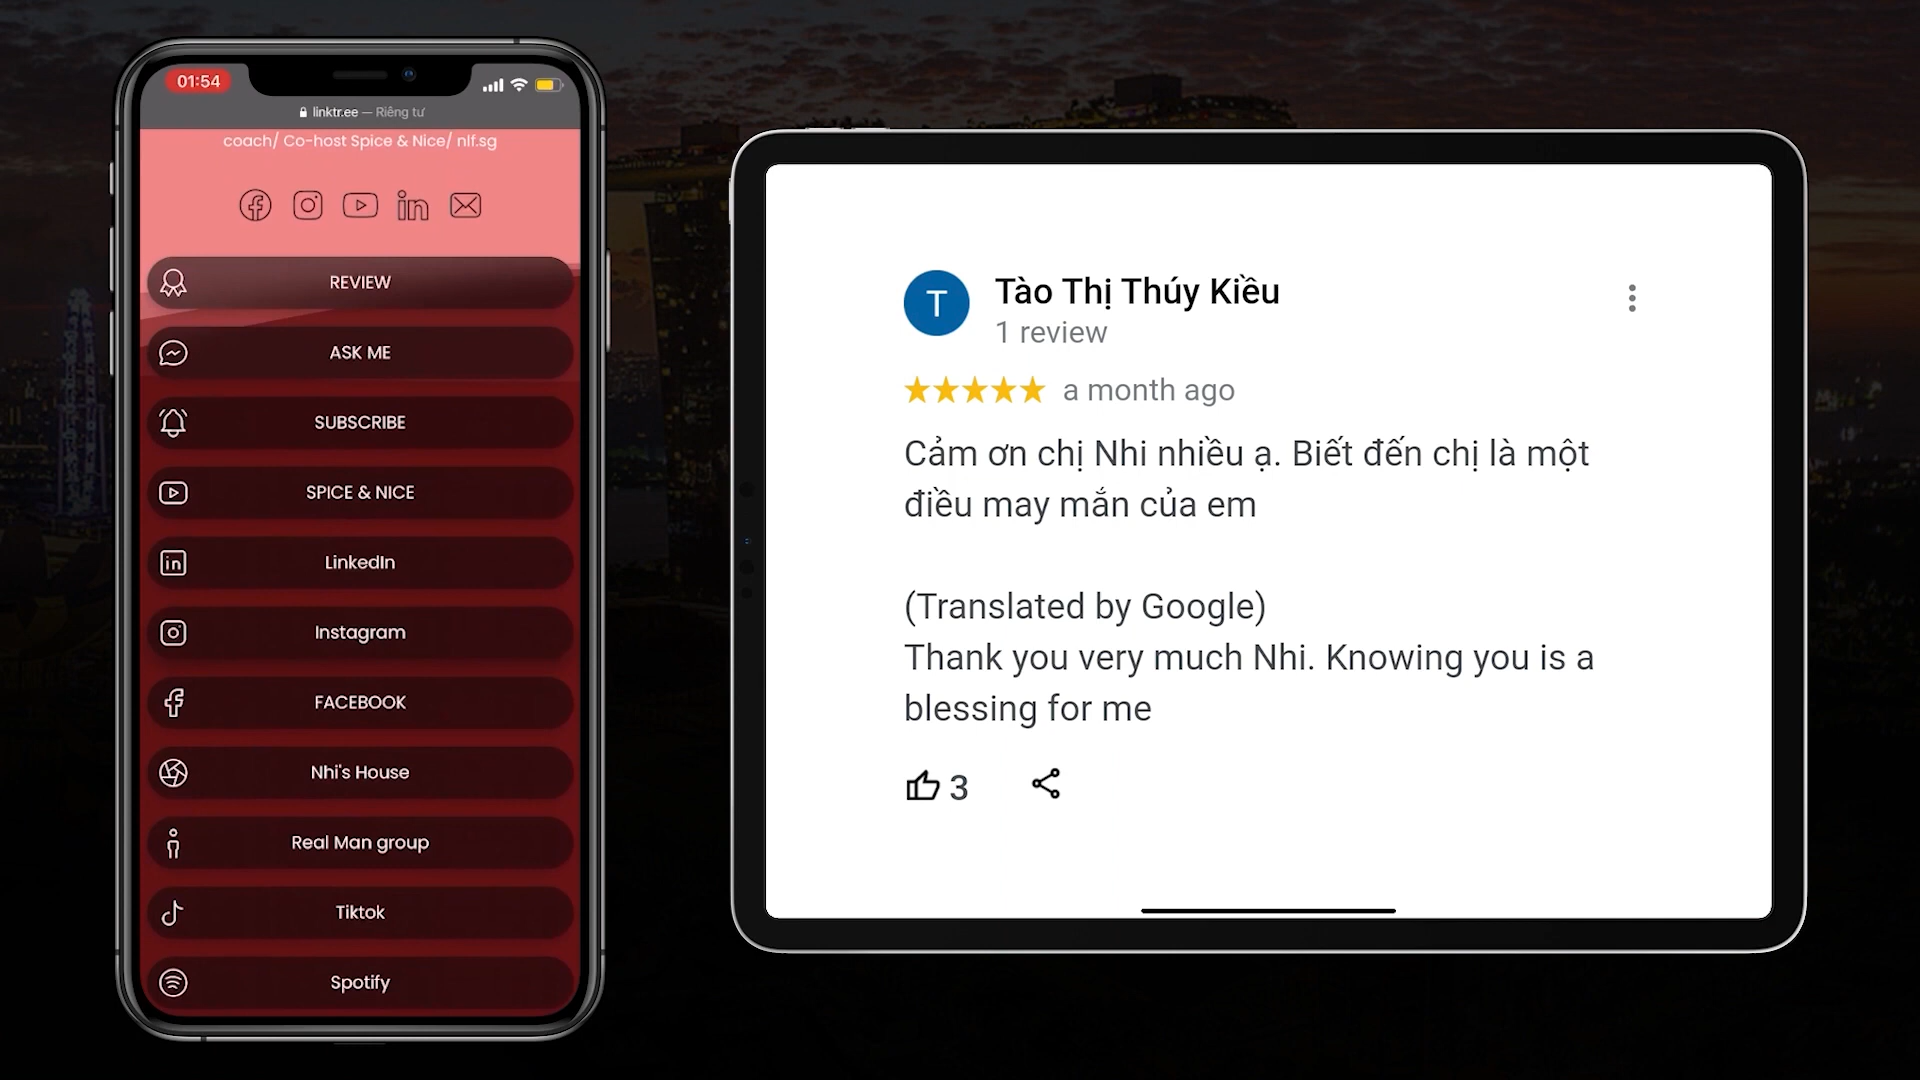 01:54
linktr.ee — Riêng tư
coach/ Co-host Spice & Nice/ nlf.sg
REVIEW
ASK ME
SUBSCRIBE
SPICE & NICE
LinkedIn
Instagram
FACEBOOK
Nhi's House
Real Man group
Tiktok
Spotify
T
Tào Thị Thúy Kiều
1 review
a month ago
Cảm ơn chị Nhi nhiều ạ. Biết đến chị là một
điều may mắn của em
(Translated by Google)
Thank you very much Nhi. Knowing you is a
blessing for me
3